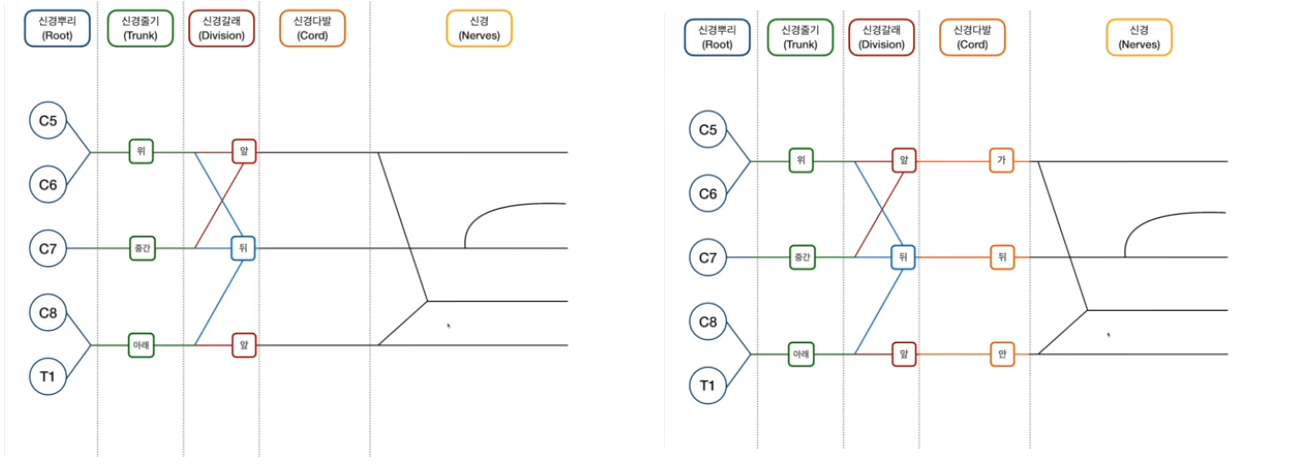 신경뿌리
(Root)
신경줄기
(Trunk)
신경갈래
(Division)
신경다발
(Cord)
신경
(Nerves)
C5
C6
C7
C8
T1
위
중간
아래
앞
뒤
앞
신경뿌리
(Root)
신경줄기
(Trunk)
신경갈래
(Division)
신경다발
(Cord)
신경
(Nerves)
C5
C6
C7
C8
T1
위
중간
아래
앞
뒤
앞
가
뒤
안